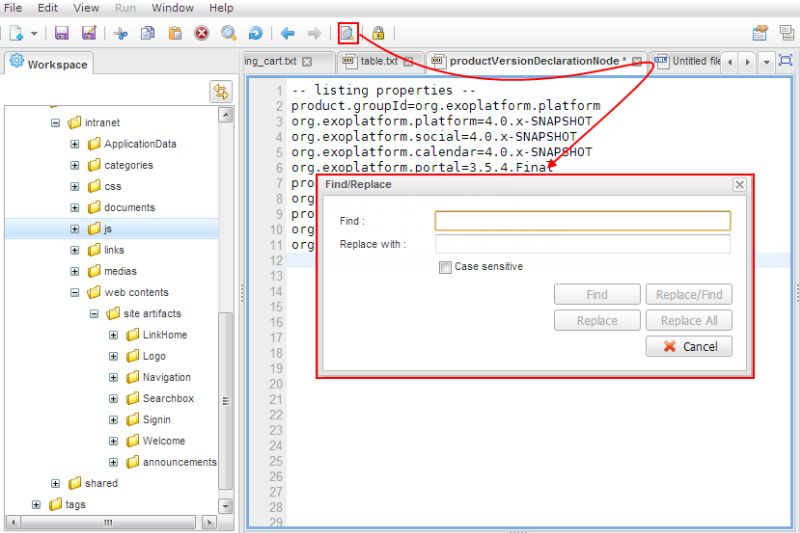 File Edit View Run Window Help
Workspace
ing_cart.txt table.txt productVersionDeclarationNode * Untitled file
intranet
ApplicationData
categories
css
documents
js
links
medias
web contents
site artifacts
LinkHome
Logo
Navigation
Searchbox
Signin
Welcome
announcements
shared
tags
1 -- listing properties --
2 product.groupId=org.exoplatform.platform
3 org.exoplatform.platform=4.0.x-SNAPSHOT
4 org.exoplatform.social=4.0.x-SNAPSHOT
5 org.exoplatform.calendar=4.0.x-SNAPSHOT
6 org.exoplatform.portal=3.5.4.Final
7 pro
8 org
9 pro
10 org
11 org
12
13
14
15
16
17
18
19
20
21
22
23
24
25
26
27
28
29
Find/Replace
Find :
Replace with :
Case sensitive
Find Replace/Find
Replace Replace All
Cancel